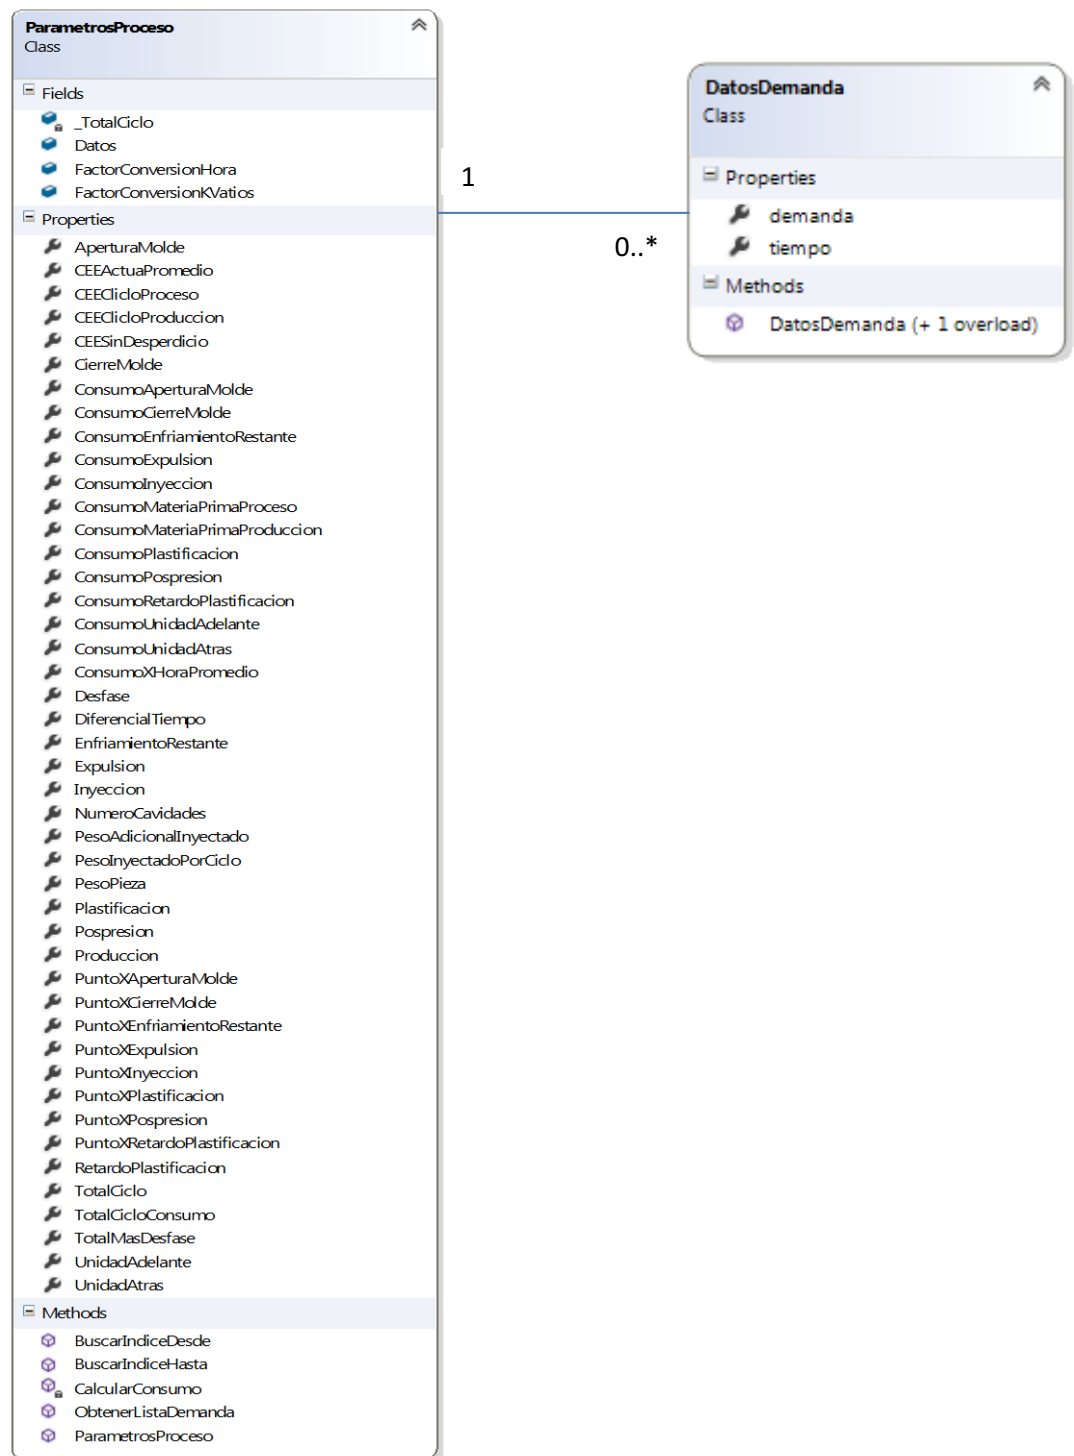 ParametrosProceso
Class
Fields
_TotalCiclo
Datos
FactorConversionHora
FactorConversionKVatios
Properties
AperturaMolde
CEEActuaPromedio
CEEClicloProceso
CEEClicloProduccion
CEESinDesperdicio
CierreMolde
ConsumoAperturaMolde
ConsumoCierreMolde
ConsumoEnfriamientoRestante
ConsumoExpulsion
ConsumoInyeccion
ConsumoMateriaPrimaProceso
ConsumoMateriaPrimaProduccion
ConsumoPlastificacion
ConsumoPospresion
ConsumoRetardoPlastificacion
ConsumoUnidadAdelante
ConsumoUnidadAtras
ConsumoXHoraPromedio
Desfase
DiferencialTiempo
EnfriamientoRestante
Expulsion
Inyeccion
NumeroCavidades
PesoAdicionalInyectado
PesoInyectadoPorCiclo
PesoPieza
Plastificacion
Pospresion
Produccion
PuntoXAperturaMolde
PuntoXCierreMolde
PuntoXEnfriamientoRestante
PuntoXExpulsion
PuntoXInyeccion
PuntoXPlastificacion
PuntoXPospresion
PuntoXRetardoPlastificacion
RetardoPlastificacion
TotalCiclo
TotalCicloConsumo
TotalMasDesfase
UnidadAdelante
UnidadAtras
Methods
BuscarIndiceDesde
BuscarIndiceHasta
CalcularConsumo
ObtenerListaDemanda
ParametrosProceso
1
0..*
DatosDemanda
Class
Properties
demanda
tiempo
Methods
DatosDemanda (+ 1 overload)